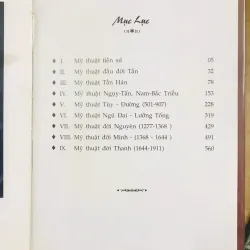 Mục Lục
I. Mỹ thuật tiền sử 05
II. Mỹ thuật đầu đời Tần 32
III. Mỹ thuật Tần Hán 78
IV. Mỹ thuật Ngụy-Tấn, Nam-Bắc Triều 153
V. Mỹ thuật Tùy - Đường (501-907) 228
VI. Mỹ thuật Ngũ Đại - Lưỡng Tống 329
VII. Mỹ thuật đời Nguyên (1277-1368 ) 429
VIII. Mỹ thuật đời Minh - (1368 - 1644 ) 491
IX. Mỹ thuật đời Thanh (1644-1911) 560